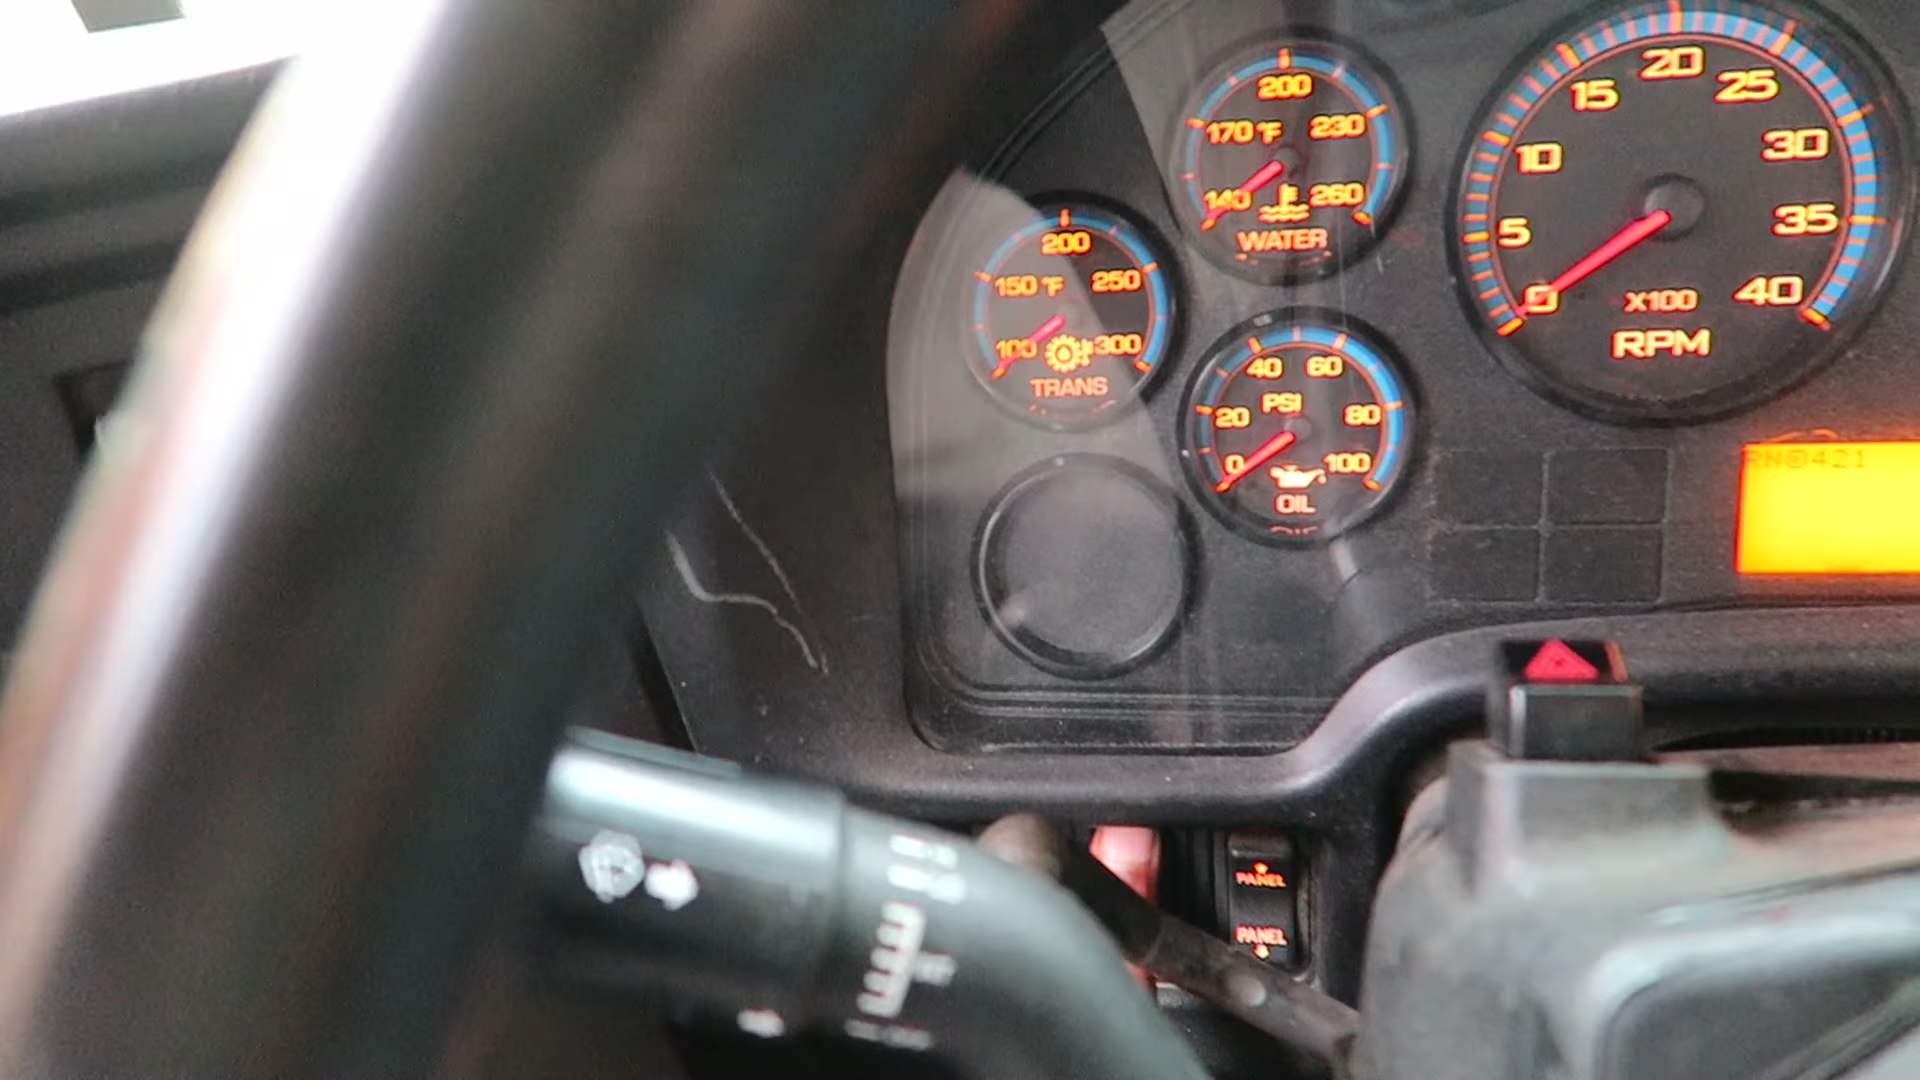 200
170 °F 230
140 260
WATER
200
150 °F 250
100 300
TRANS
40 60
PSI
20 80
0 100
OIL
20
15 25
10 30
5 35
0 40
X100
RPM
PANEL
PANEL